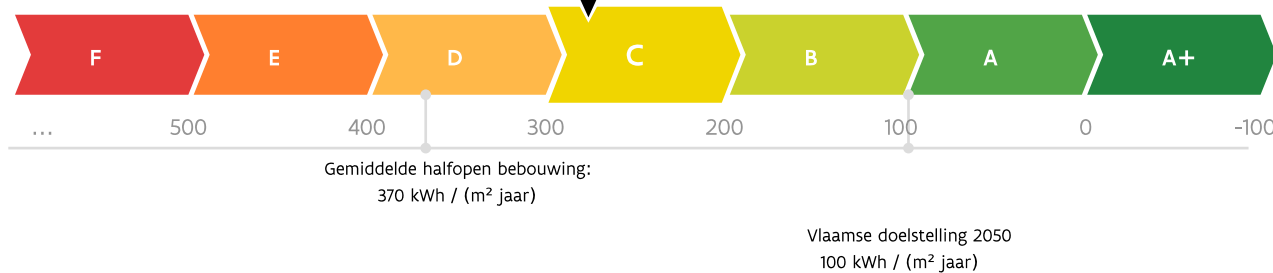 F E D C B A A+
... 500 400 300 200 100 0 -100
Gemiddelde halfopen bebouwing:
370 kWh / (m² jaar)
Vlaamse doelstelling 2050
100 kWh / (m² jaar)